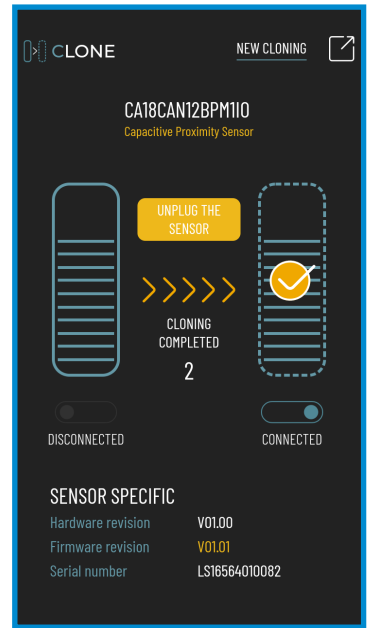 CLONE
NEW CLONING
CA18CAN12BPM1IO
Capacitive Proximity Sensor
UNPLUG THE
SENSOR
CLONING
COMPLETED
2
DISCONNECTED
CONNECTED
SENSOR SPECIFIC
Hardware revision V01.00
Firmware revision V01.01
Serial number LS16564010082